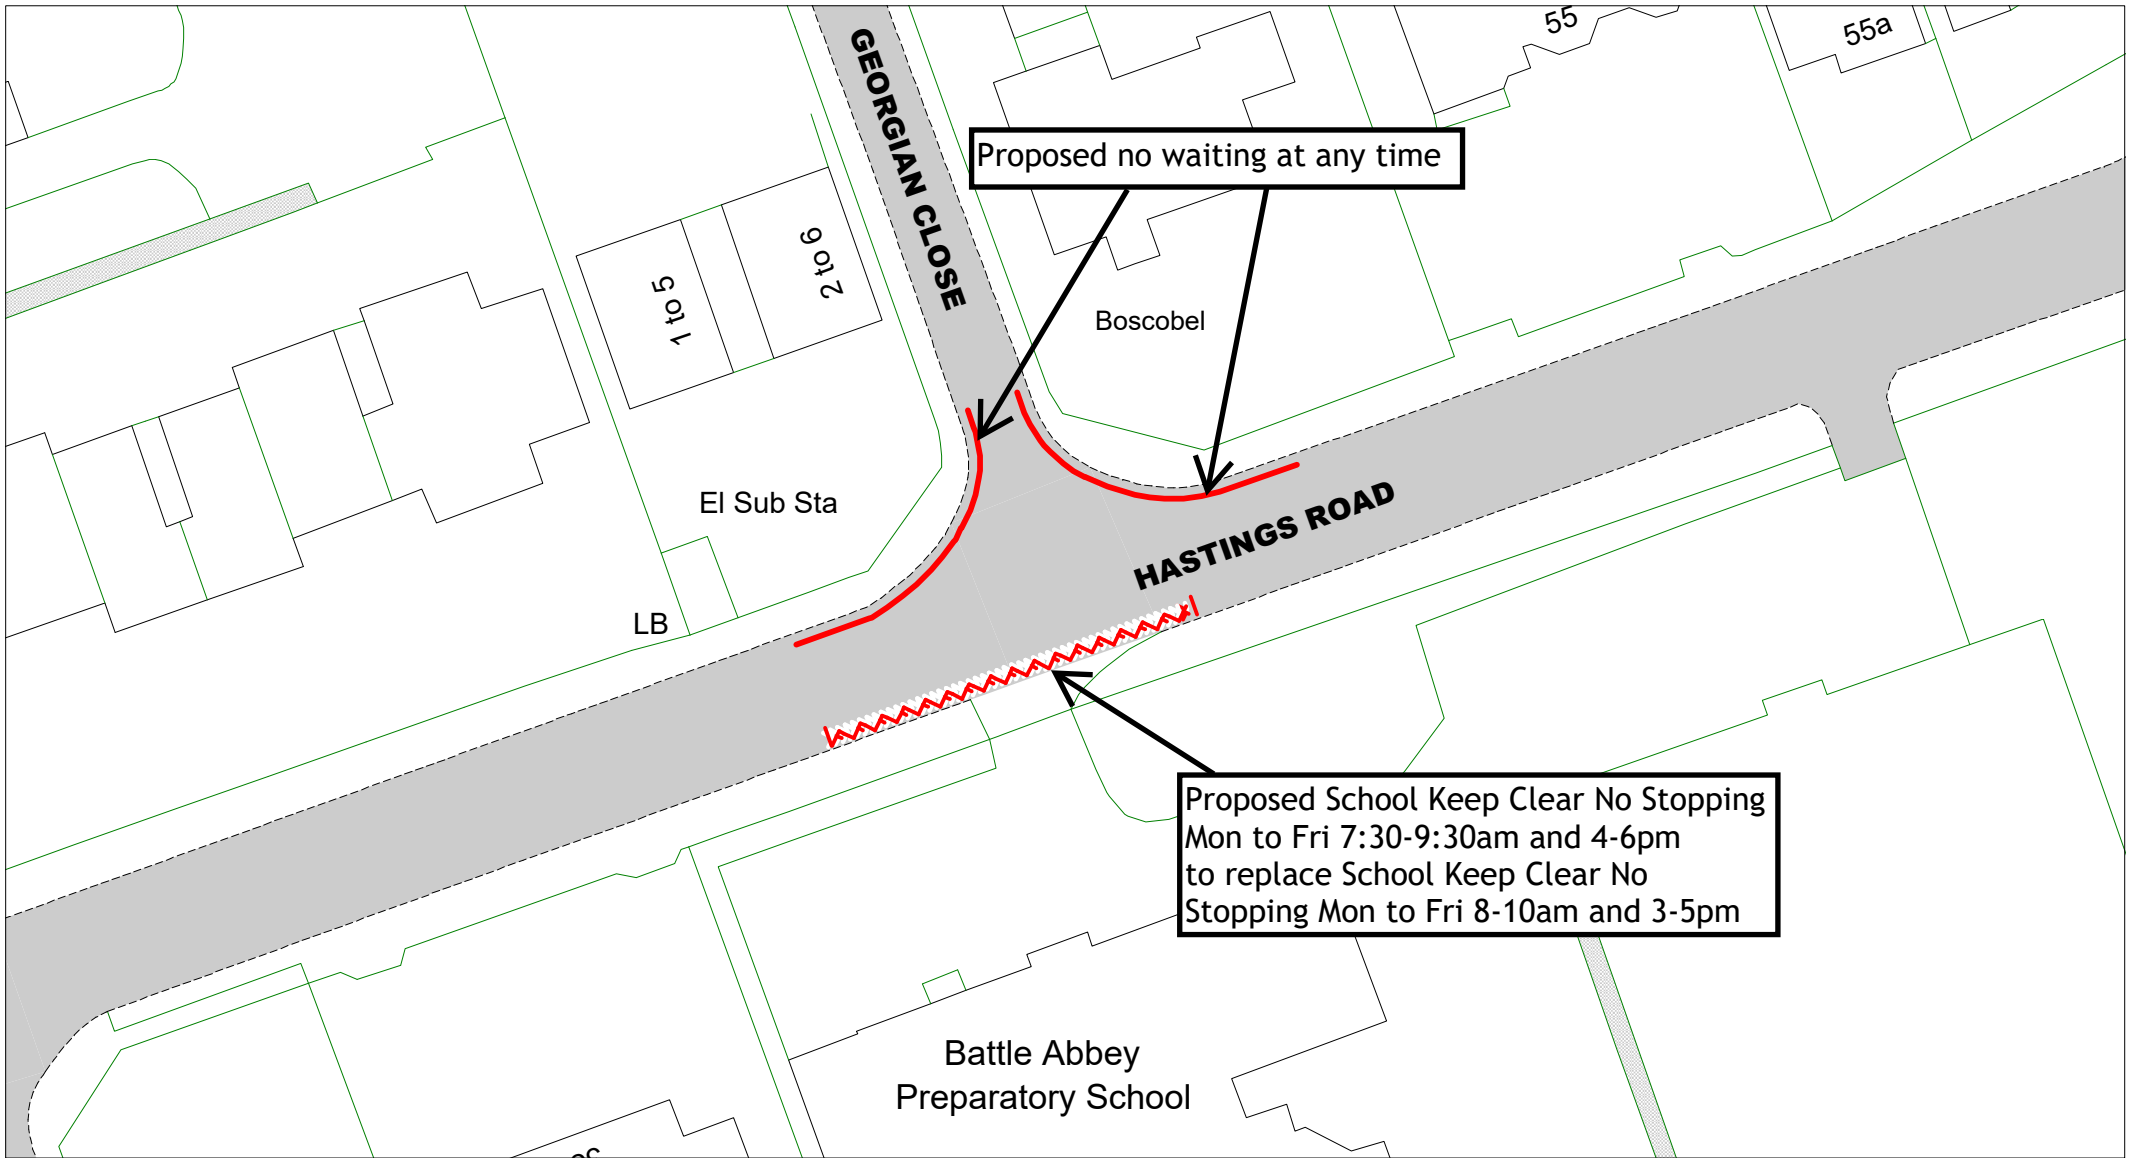 55
55a
GEORGIAN CLOSE
Proposed no waiting at any time
2 to 6
1 to 5
Boscobel
El Sub Sta
HASTINGS ROAD
LB
Proposed School Keep Clear No Stopping
Mon to Fri 7:30-9:30am and 4-6pm
to replace School Keep Clear No
Stopping Mon to Fri 8-10am and 3-5pm
Battle Abbey
Preparatory School